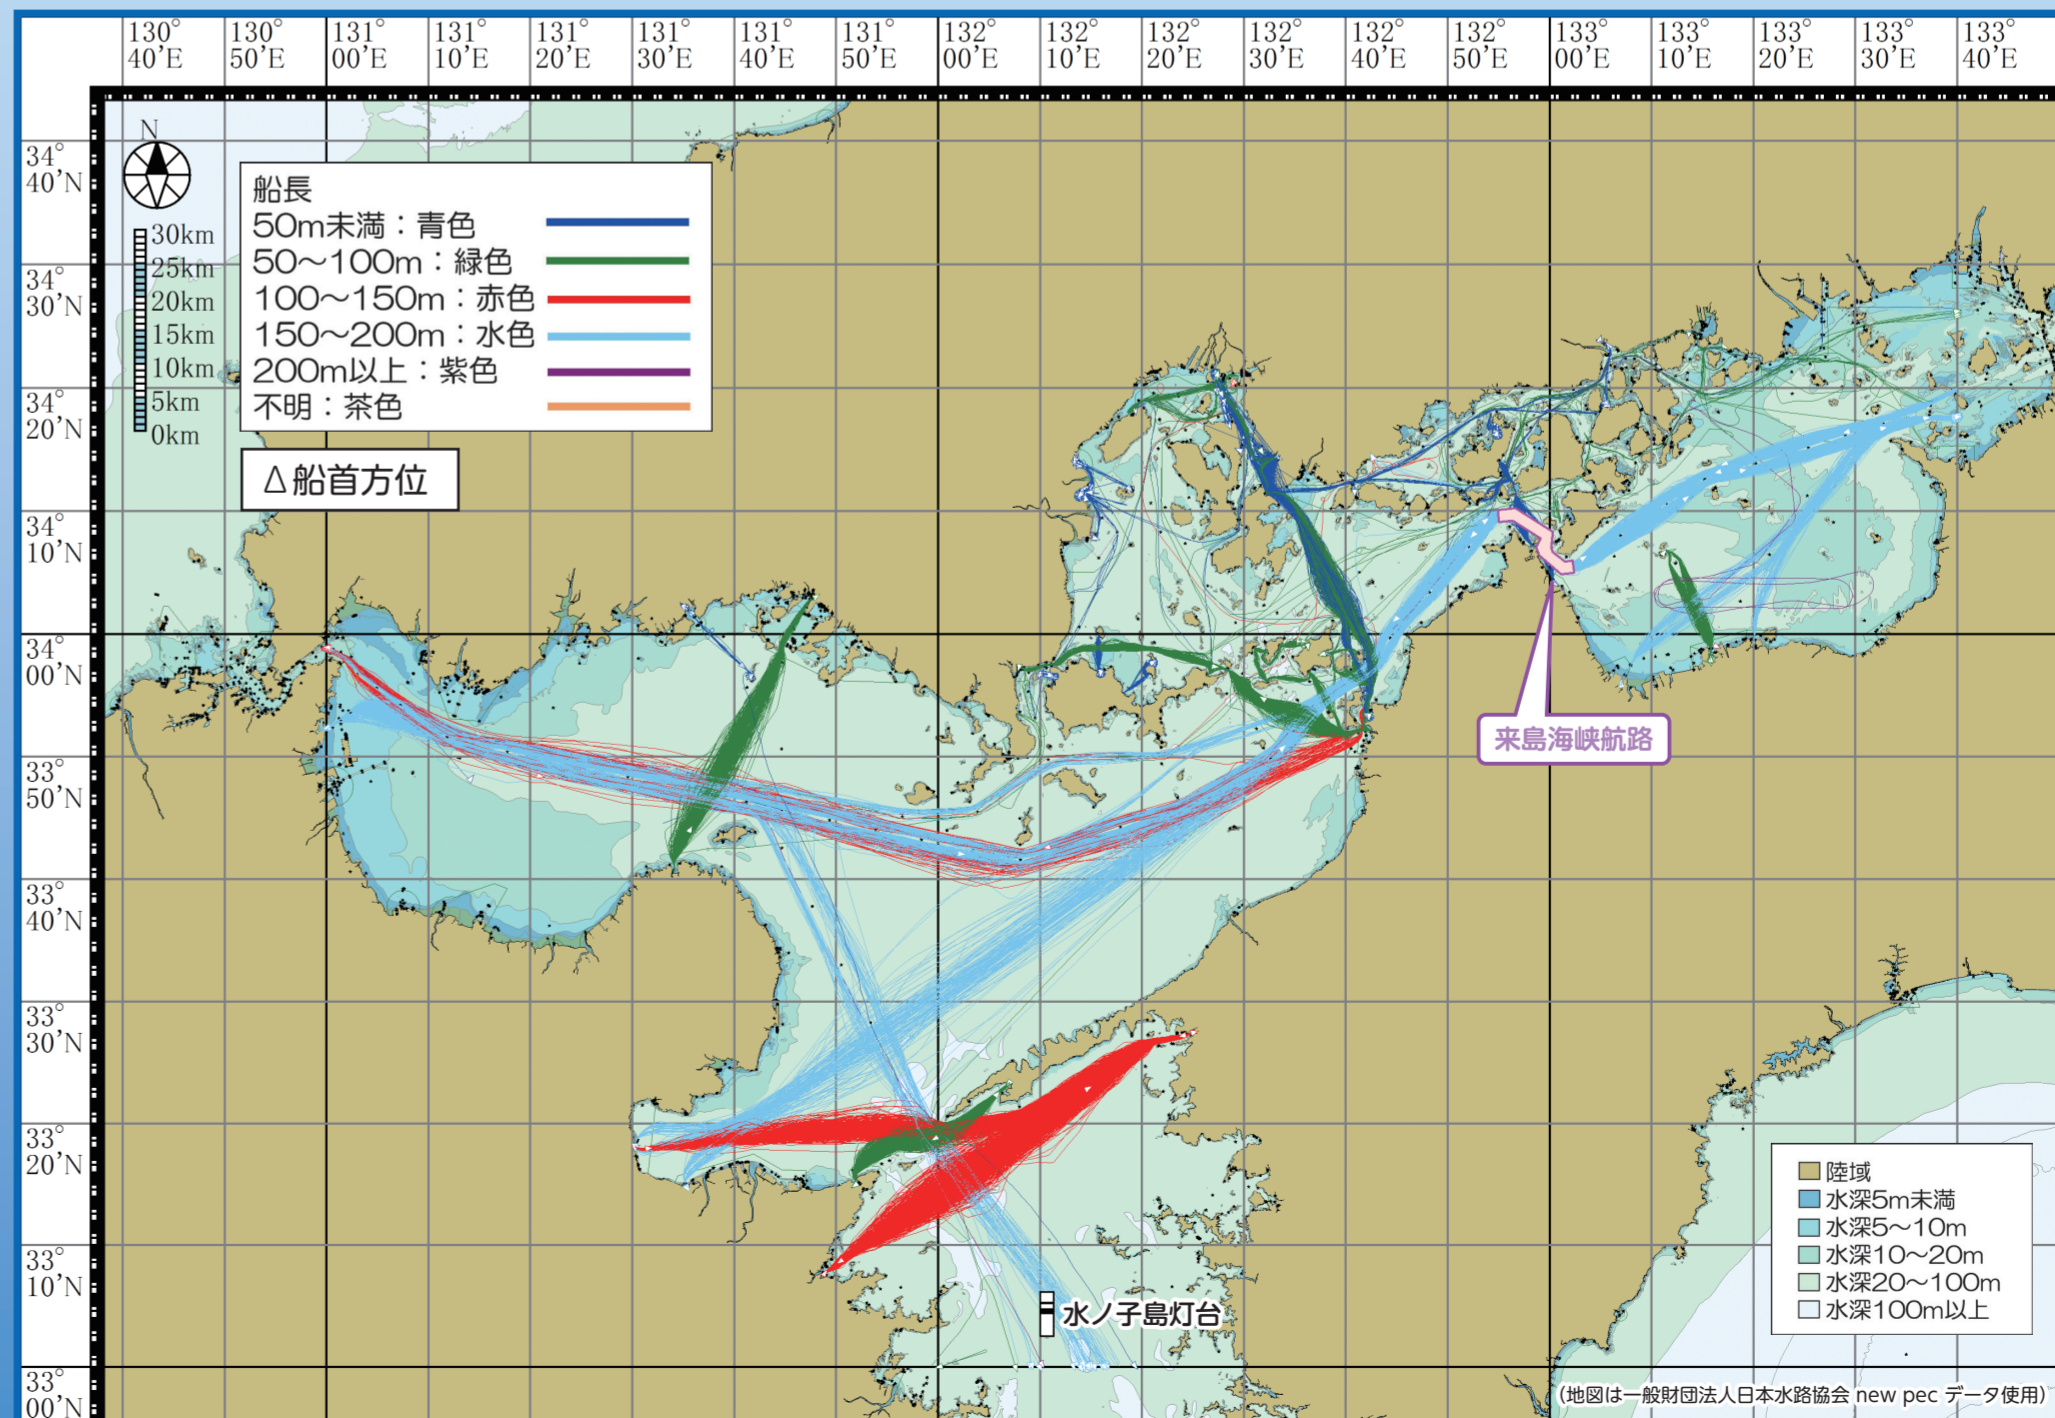 130° 130° 131° 131° 131° 131° 131° 131° 132° 132° 132° 132° 132° 132° 133° 133° 133° 133° 133°
40'E 50'E 00'E 10'E 20'E 30'E 40'E 50'E 00'E 10'E 20'E 30'E 40'E 50'E 00'E 10'E 20'E 30'E 40'E
N
30km
25km
20km
15km
10km
5km
0km
船長
50m未満：青色
50〜100m：緑色
100〜150m：赤色
150〜200m：水色
200m以上：紫色
不明：茶色
△船首方位
34°
40'N
34°
30'N
34°
20'N
34°
10'N
34°
00'N
33°
50'N
33°
40'N
33°
30'N
33°
20'N
33°
10'N
33°
00'N
来島海峡航路
水ノ子島灯台
陸域
水深5m未満
水深5〜10m
水深10〜20m
水深20〜100m
水深100m以上
(地図は一般財団法人日本水路協会 new pec データ使用)